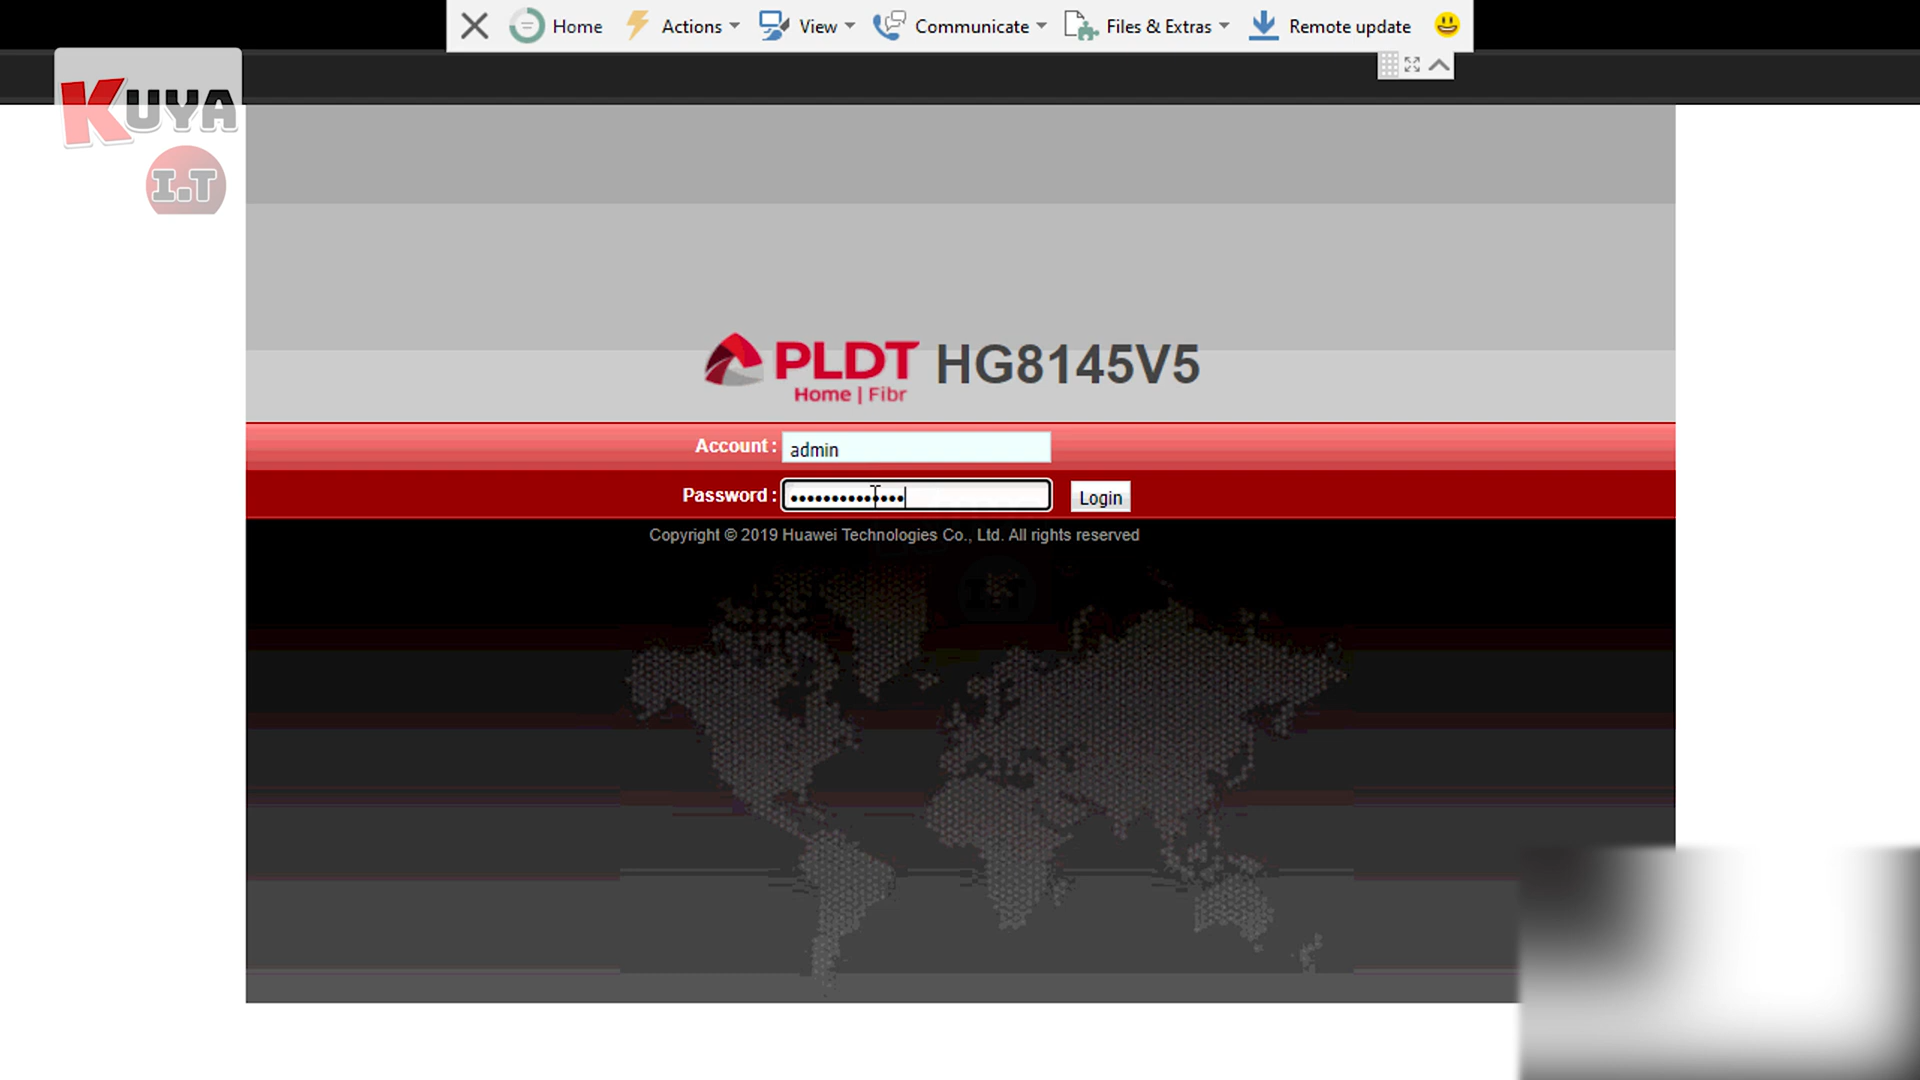 Home Actions View Communicate Files & Extras Remote update
KUYA
I.T
PLDT HG8145V5
Home | Fibr
Account : admin
Password : •••••••••••••• Login
Copyright © 2019 Huawei Technologies Co., Ltd. All rights reserved
I.T